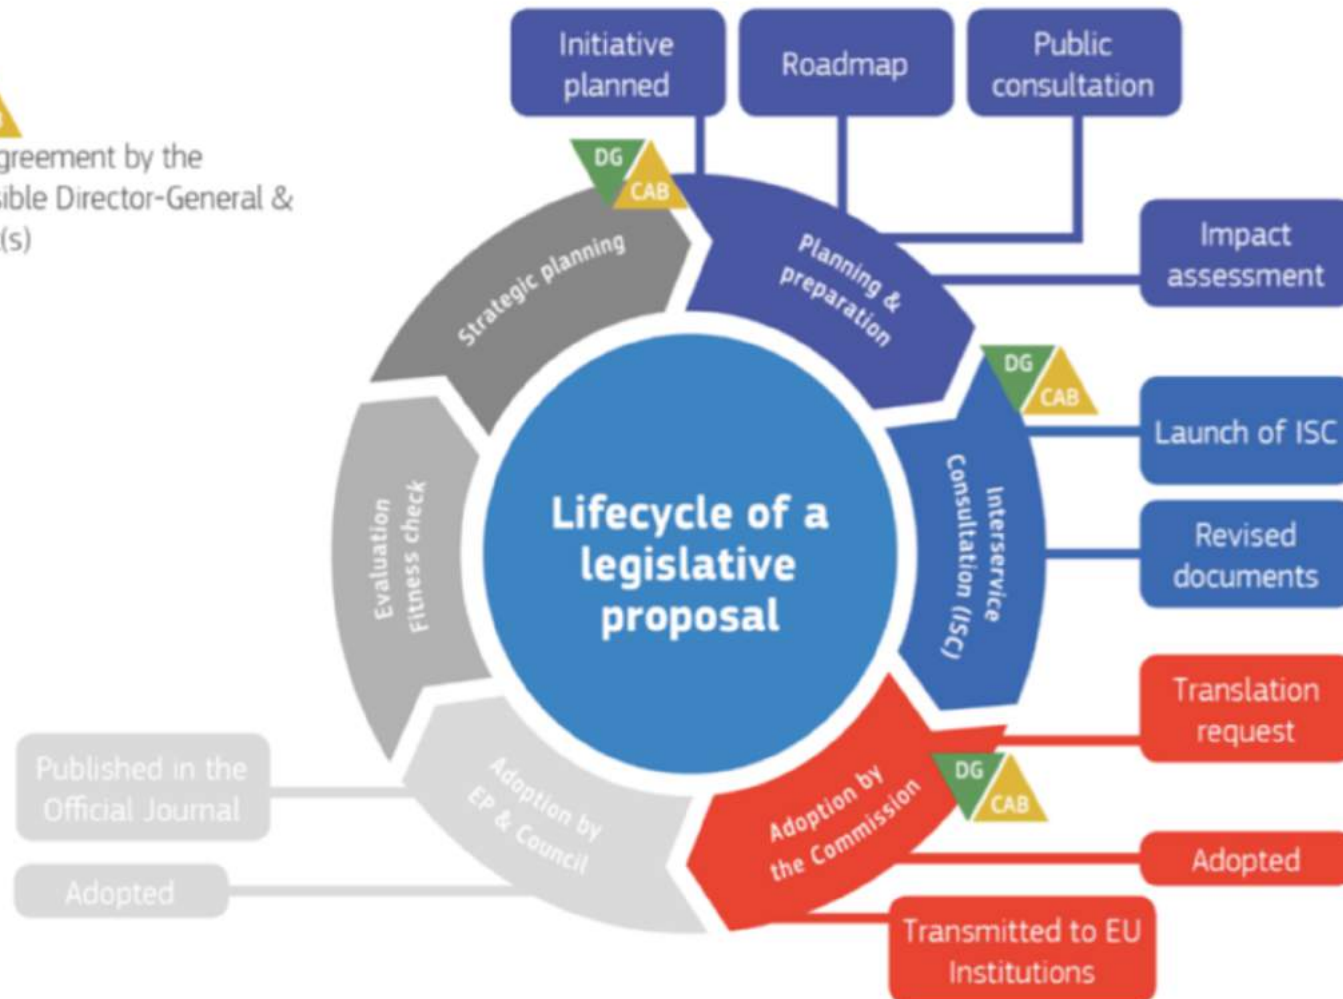 Initiative
planned
Roadmap
Public
consultation
greement by the
sible Director-General &
(s)
DG
CAB
Strategic planning
Planning &
preparation
Impact
assessment
DG
CAB
Launch of ISC
Interservice
Consultation (ISC)
Revised
documents
Lifecycle of a
legislative
proposal
Evaluation
Fitness check
Translation
request
DG
CAB
Adoption by
the Commission
Adopted
Transmitted to EU
Institutions
Adoption by
EP & Council
Published in the
Official Journal
Adopted